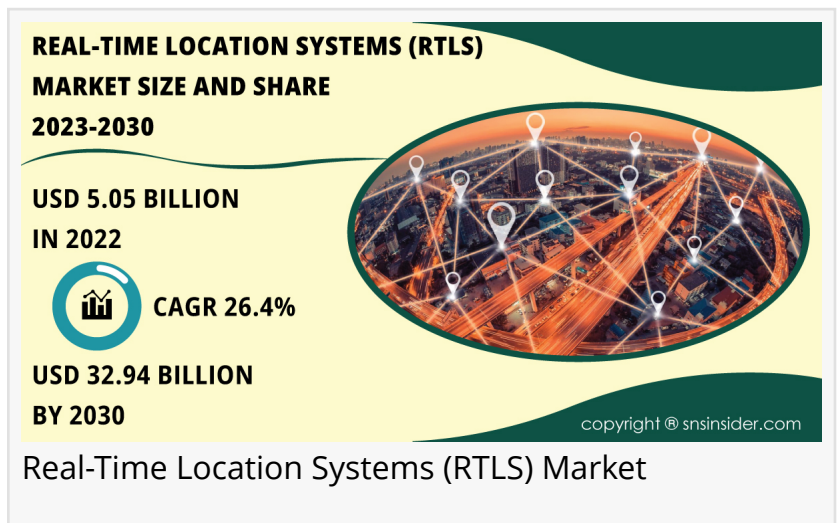 REAL-TIME LOCATION SYSTEMS (RTLS)
MARKET SIZE AND SHARE
2023-2030
USD 5.05 BILLION
IN 2022
CAGR 26.4%
USD 32.94 BILLION
BY 2030
copyright ® snsinsider.com
Real-Time Location Systems (RTLS) Market